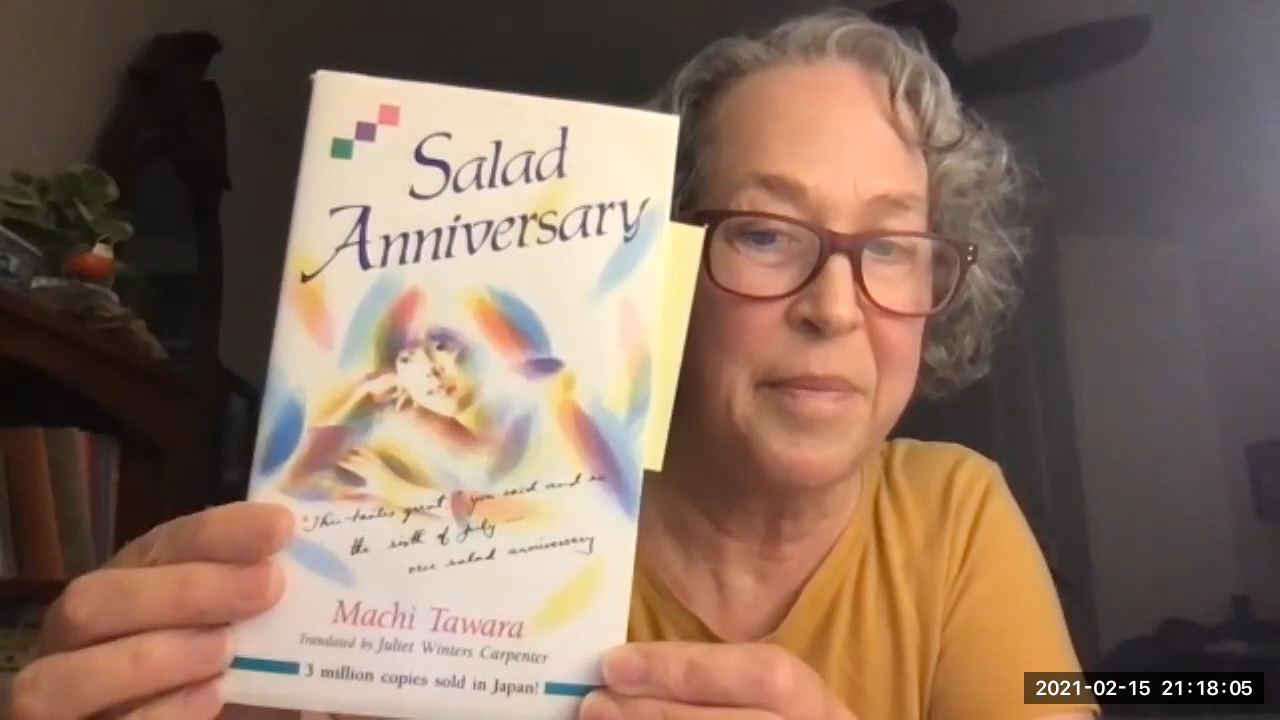 Salad
Anniversary
"This tastes great" you said and so
the sixth of July —
our salad anniversary
Machi Tawara
Translated by Juliet Winters Carpenter
3 million copies sold in Japan!
2021-02-15 21:18:05